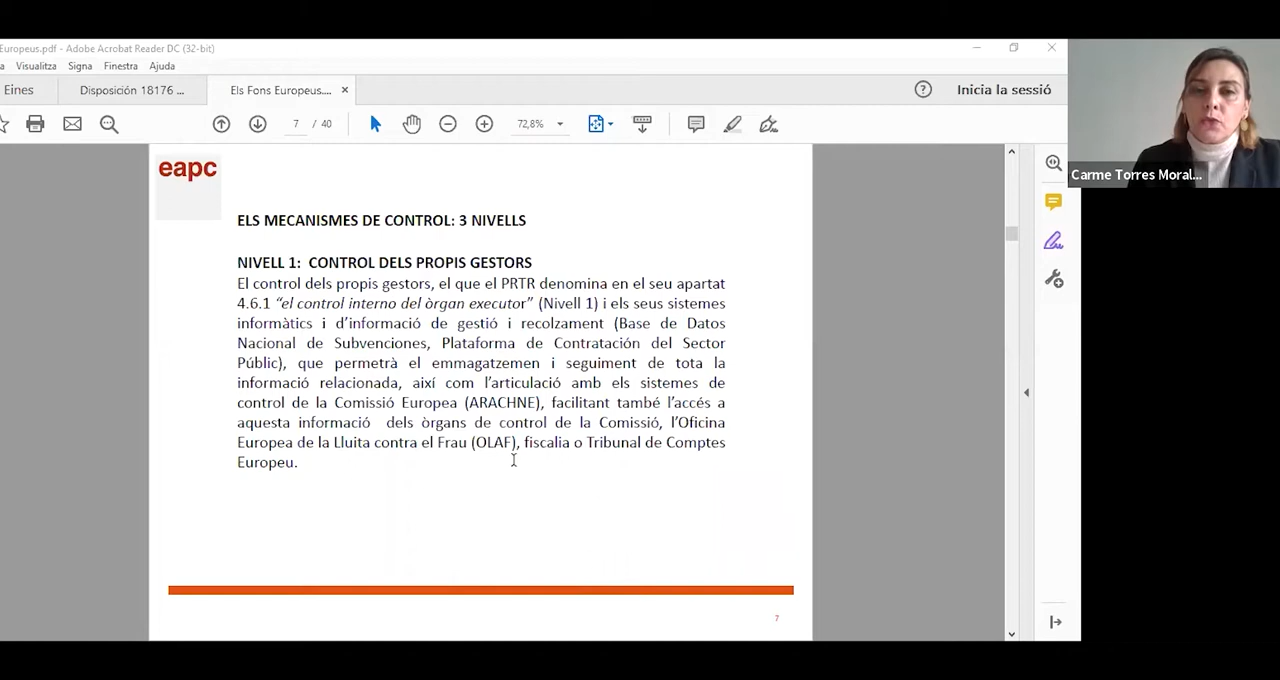 Europeus.pdf - Adobe Acrobat Reader DC (32-bit)
a Visualitza Signa Finestra Ajuda
Eines Disposición 18176 ... Els Fons Europeus.... Inicia la sessió
7 / 40 72,8%
Carme Torres Moral...
eapc
ELS MECANISMES DE CONTROL: 3 NIVELLS
NIVELL 1: CONTROL DELS PROPIS GESTORS
El control dels propis gestors, el que el PRTR denomina en el seu apartat
4.6.1 “el control interno del òrgan executor” (Nivell 1) i els seus sistemes
informàtics i d’informació de gestió i recolzament (Base de Datos
Nacional de Subvenciones, Plataforma de Contratación del Sector
Públic), que permetrà el emmagatzemen i seguiment de tota la
informació relacionada, així com l’articulació amb els sistemes de
control de la Comissió Europea (ARACHNE), facilitant també l’accés a
aquesta informació dels òrgans de control de la Comissió, l’Oficina
Europea de la Lluita contra el Frau (OLAF), fiscalia o Tribunal de Comptes
Europeu.
7